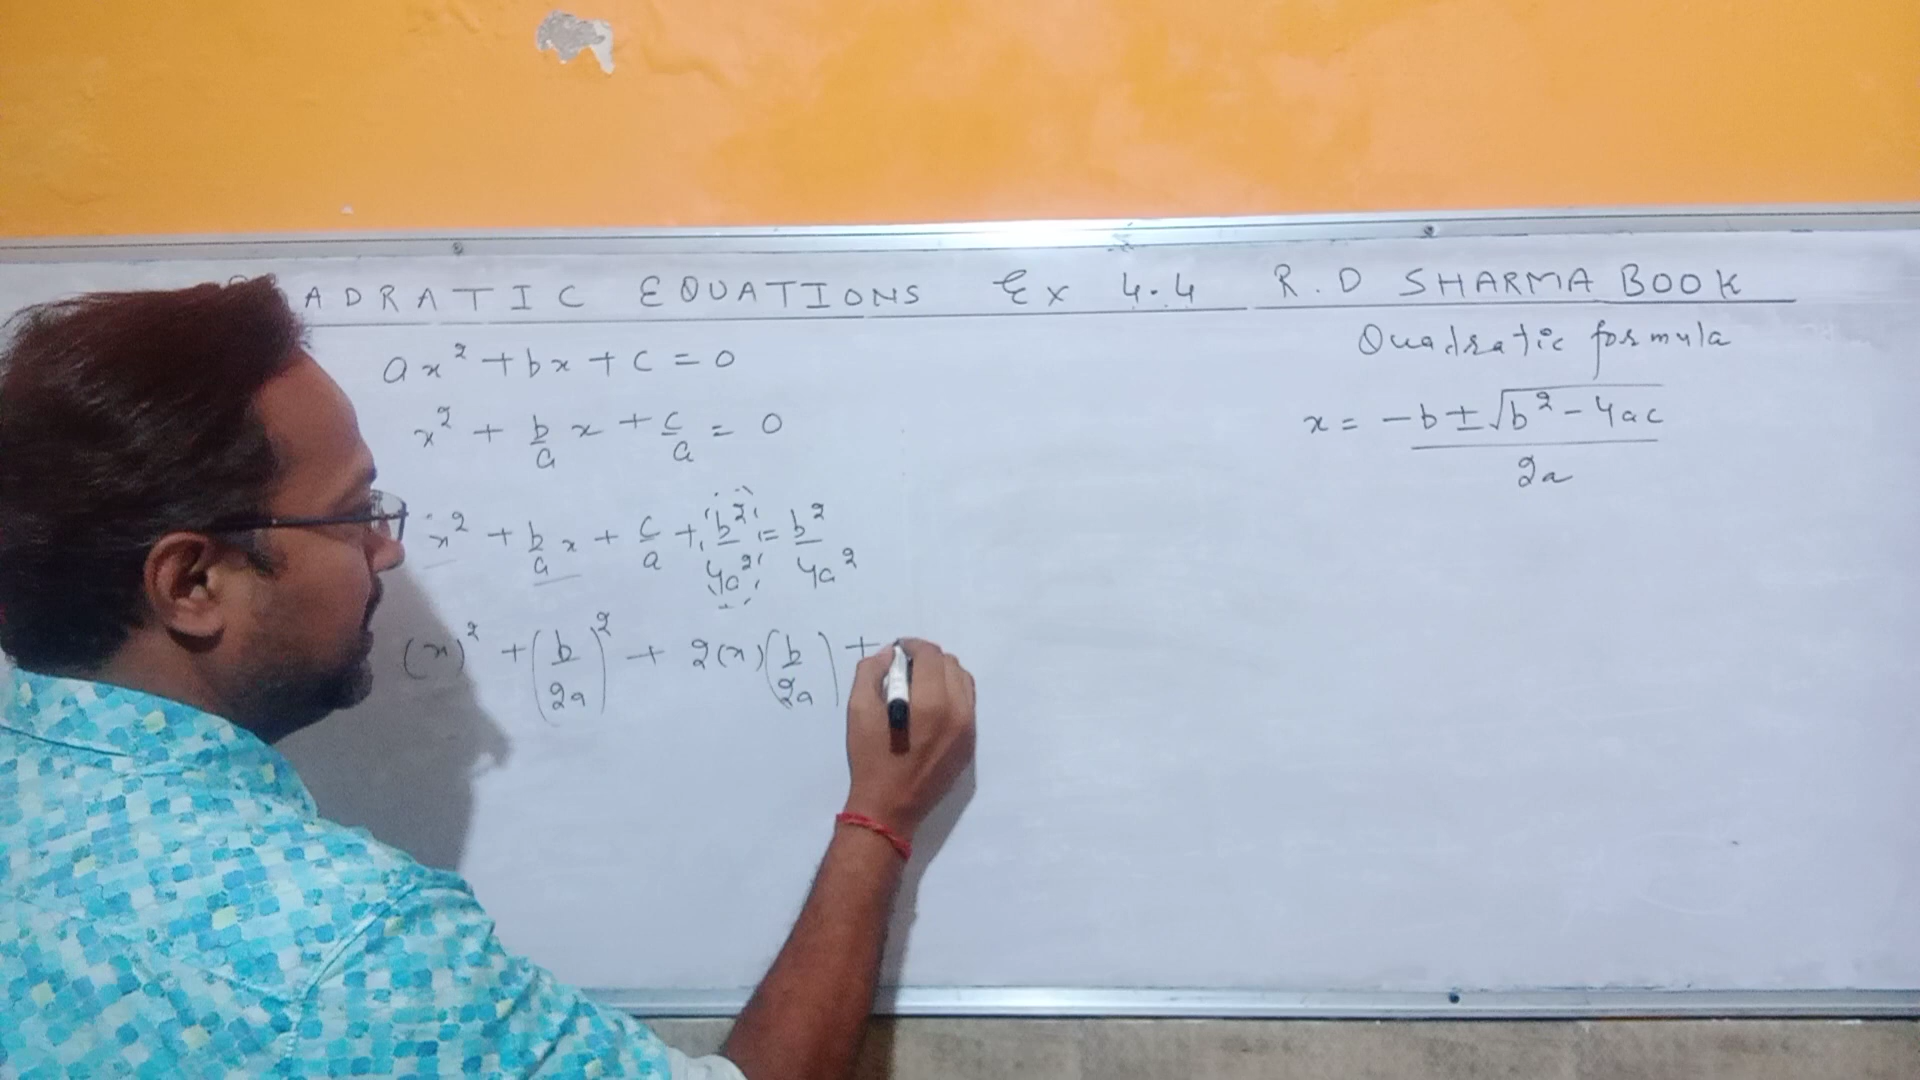 QUADRATIC EQUATIONS Ex 4.4 R.D SHARMA BOOK
ax² + bx + c = 0
x² + b/a x + c/a = 0
x² + b/a x + c/a + b²/4a² = b²/4a²
(x)² + (b/2a)² + 2(x)(b/2a) +
Quadratic formula
x = -b ± √b² - 4ac / 2a